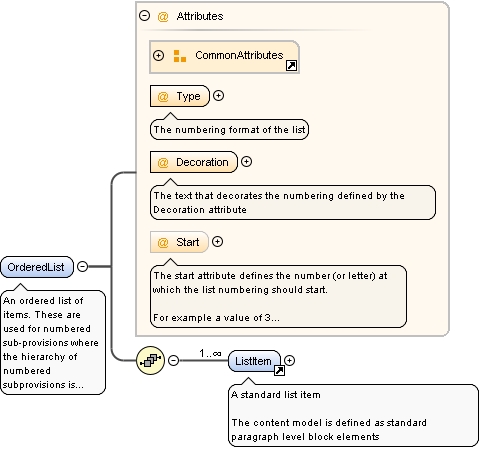 @ Attributes
CommonAttributes
@ Type
The numbering format of the list
@ Decoration
The text that decorates the numbering defined by the
Decoration attribute
@ Start
The start attribute defines the number (or letter) at
which the list numbering should start.
For example a value of 3...
OrderedList
An ordered list of
items. These are
used for numbered
sub-provisions where
the hierarchy of
numbered
subprovisions is...
1..∞
ListItem
A standard list item
The content model is defined as standard
paragraph level block elements